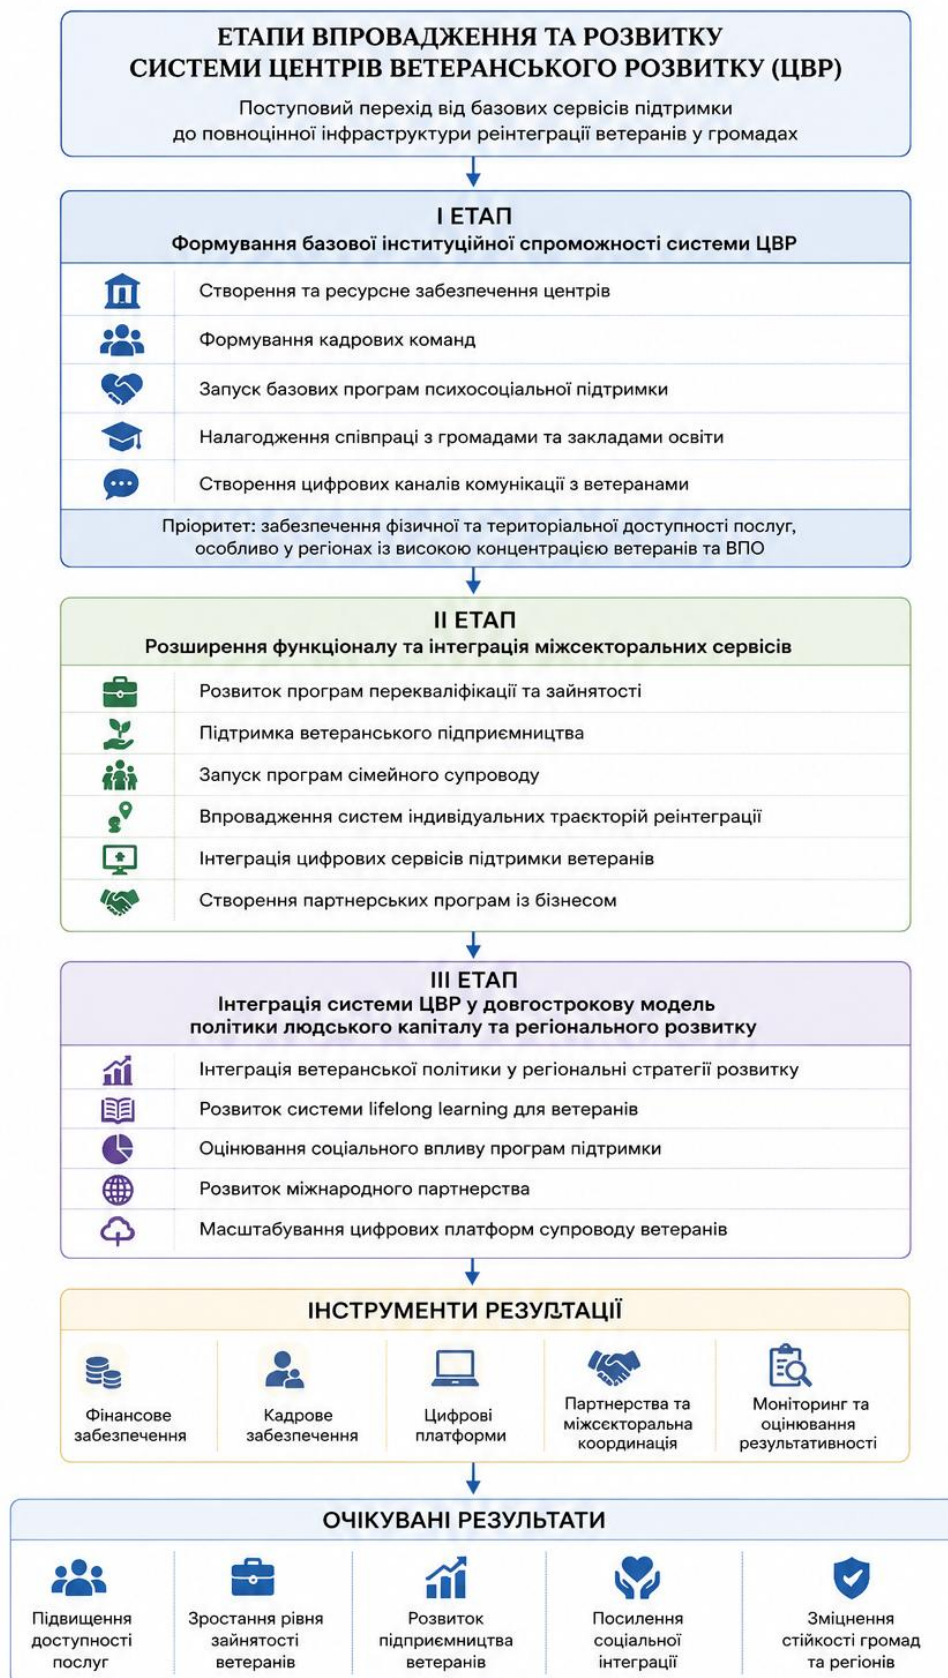 ЕТАПИ ВПРОВАДЖЕННЯ ТА РОЗВИТКУ
СИСТЕМИ ЦЕНТРІВ ВЕТЕРАНСЬКОГО РОЗВИТКУ (ЦВР)
Поступовий перехід від базових сервісів підтримки
до повноцінної інфраструктури реінтеграції ветеранів у громадах
І ЕТАП
Формування базової інституційної спроможності системи ЦВР
Створення та ресурсне забезпечення центрів
Формування кадрових команд
Запуск базових програм психосоціальної підтримки
Налагодження співпраці з громадами та закладами освіти
Створення цифрових каналів комунікації з ветеранами
Пріоритет: забезпечення фізичної та територіальної доступності послуг,
особливо у регіонах із високою концентрацією ветеранів та ВПО
ІІ ЕТАП
Розширення функціоналу та інтеграція міжсекторальних сервісів
Розвиток програм перекваліфікації та зайнятості
Підтримка ветеранського підприємництва
Запуск програм сімейного супроводу
Впровадження систем індивідуальних траєкторій реінтеграції
Інтеграція цифрових сервісів підтримки ветеранів
Створення партнерських програм із бізнесом
ІІІ ЕТАП
Інтеграція системи ЦВР у довгострокову модель
політики людського капіталу та регіонального розвитку
Інтеграція ветеранської політики у регіональні стратегії розвитку
Розвиток системи lifelong learning для ветеранів
Оцінювання соціального впливу програм підтримки
Розвиток міжнародного партнерства
Масштабування цифрових платформ супроводу ветеранів
ІНСТРУМЕНТИ
Фінансове
забезпечення
Кадрове
забезпечення
Цифрові
платформи
Партнерства та
міжсекторальна
координація
Моніторинг та
оцінювання
результативності
ОЧІКУВАНІ РЕЗУЛЬТАТИ
Підвищення
доступності
послуг
Зростання рівня
зайнятості
ветеранів
Розвиток
підприємництва
ветеранів
Посилення
соціальної
інтеграції
Зміцнення
стійкості громад
та регіонів